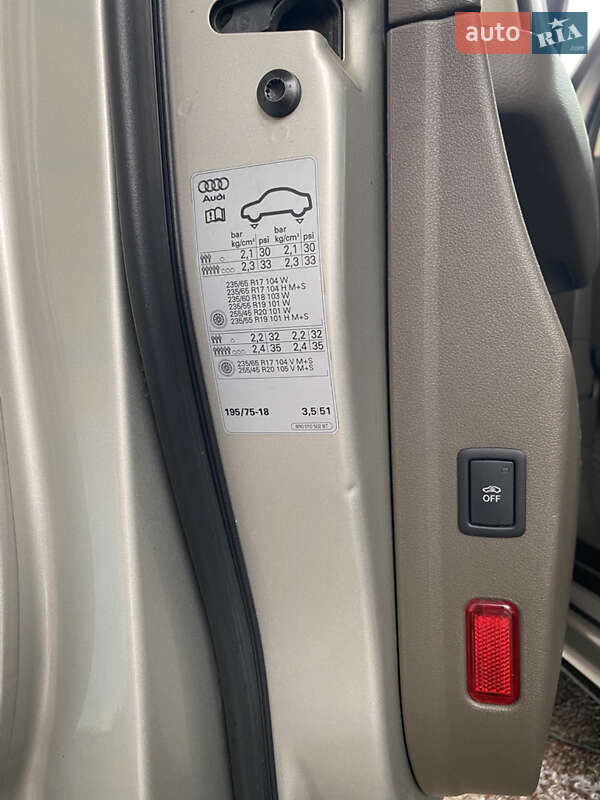 auto RIA.com
Audi
bar psi bar psi
kg/cm² kg/cm²
2,1 30 2,1 30
2,3 33 2,3 33
235/65 R17 104 W
235/65 R17 104 H M+S
235/60 R18 103 W
235/55 R19 101 W
255/45 R20 101 W
235/55 R19 101 H M+S
2,2 32 2,2 32
2,4 35 2,4 35
235/65 R17 104 V M+S
255/45 R20 105 V M+S
195/75-18 3,5 51
OFF